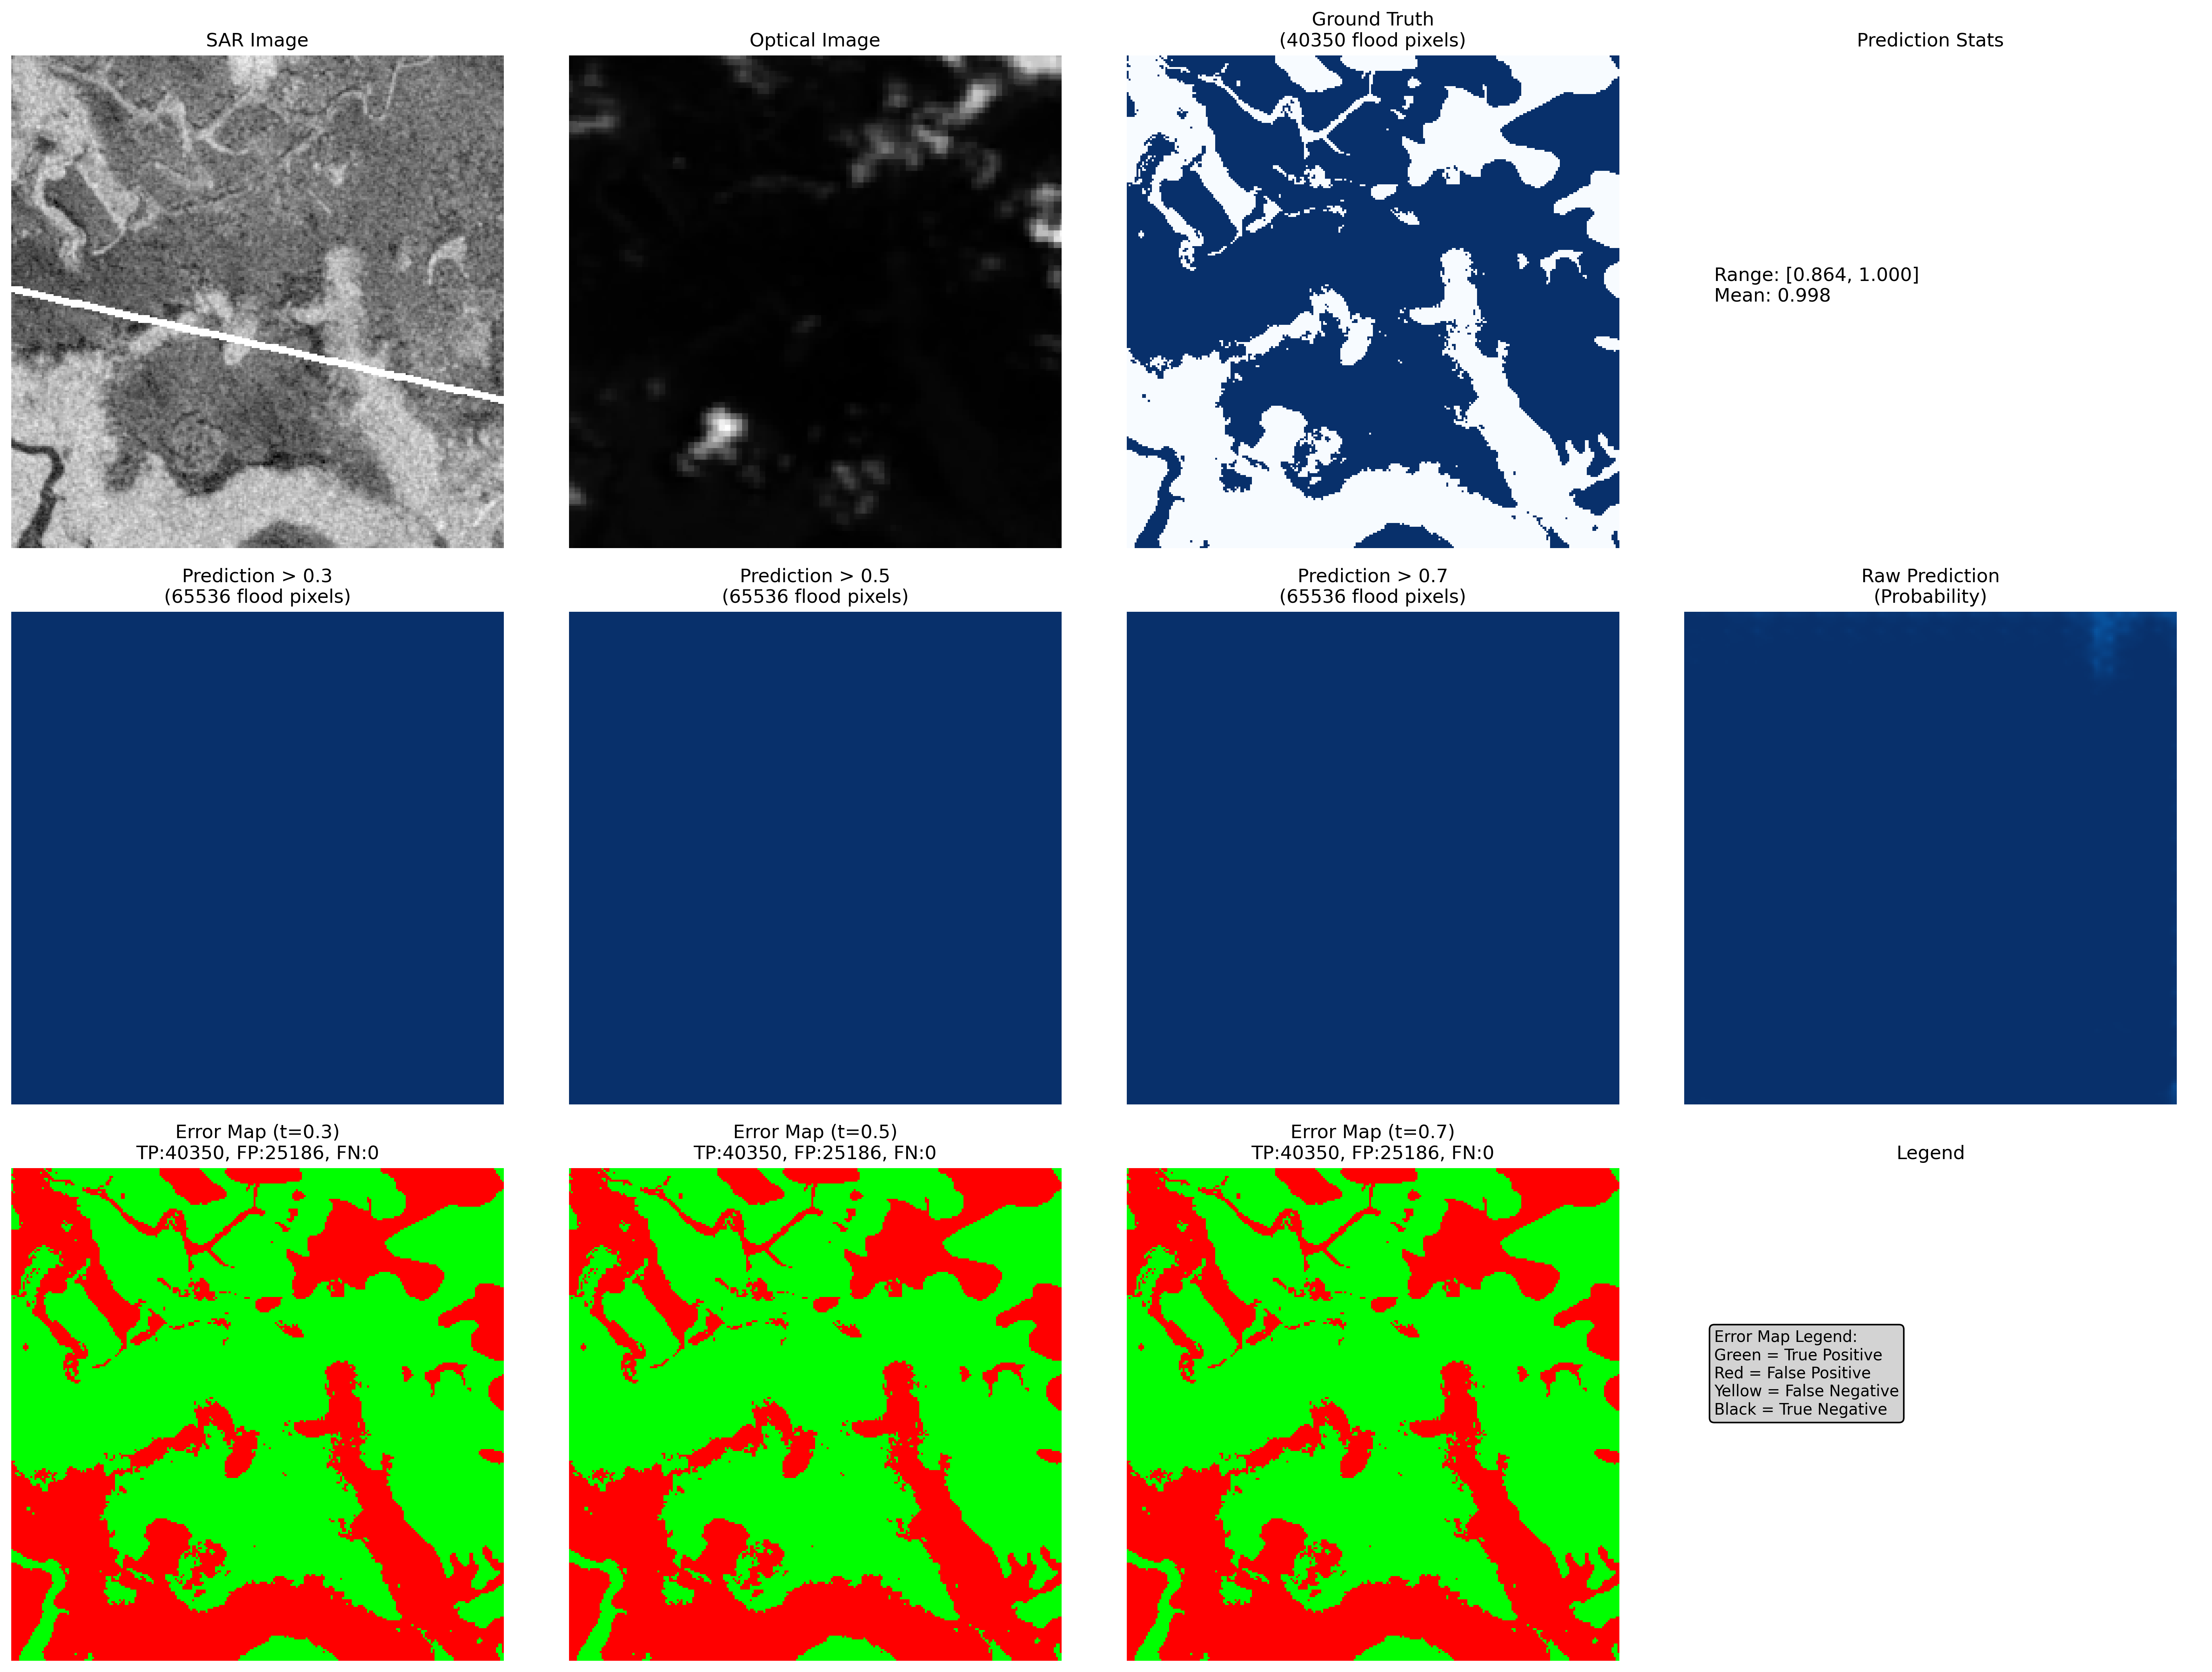 SAR Image
Optical Image
Ground Truth
(40350 flood pixels)
Prediction Stats
Range: [0.864, 1.000]
Mean: 0.998
Prediction > 0.3
(65536 flood pixels)
Prediction > 0.5
(65536 flood pixels)
Prediction > 0.7
(65536 flood pixels)
Raw Prediction
(Probability)
Error Map (t=0.3)
TP:40350, FP:25186, FN:0
Error Map (t=0.5)
TP:40350, FP:25186, FN:0
Error Map (t=0.7)
TP:40350, FP:25186, FN:0
Legend
Error Map Legend:
Green = True Positive
Red = False Positive
Yellow = False Negative
Black = True Negative